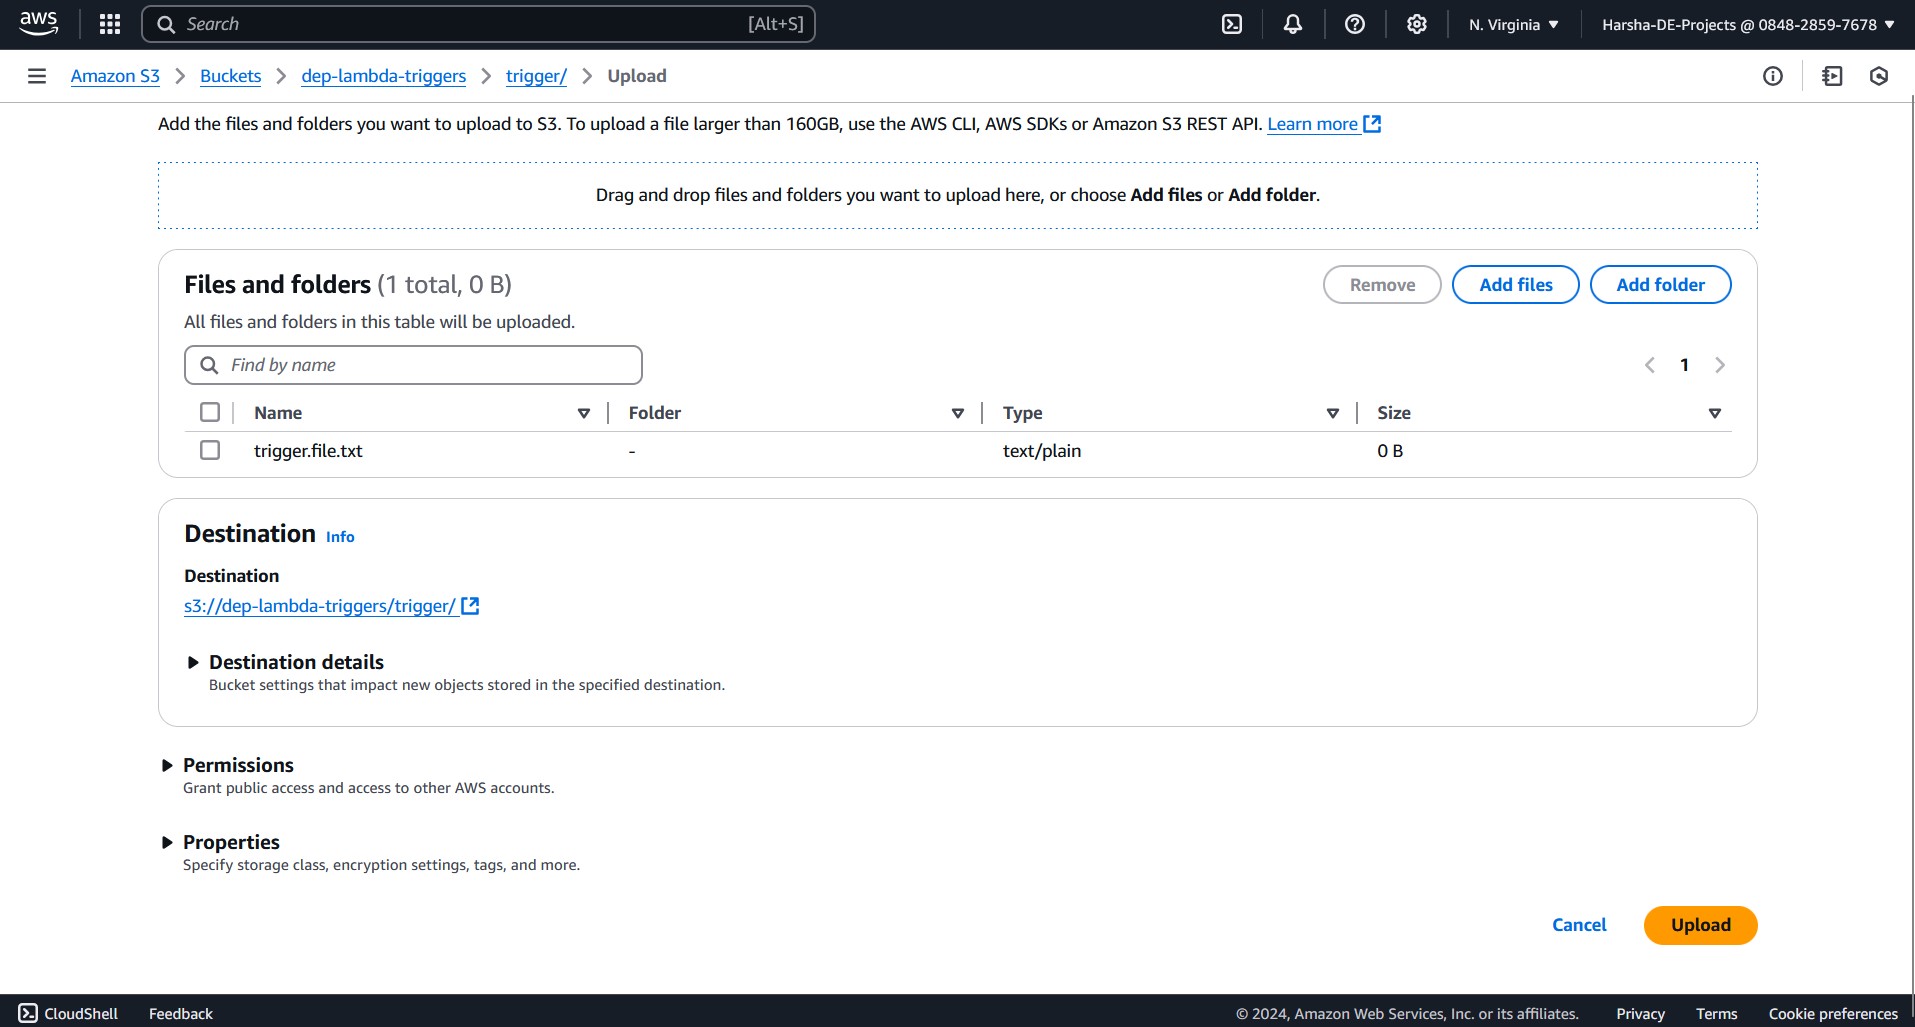 aws
Search [Alt+S]
N. Virginia
Harsha-DE-Projects @ 0848-2859-7678
Amazon S3 > Buckets > dep-lambda-triggers > trigger/ > Upload
Add the files and folders you want to upload to S3. To upload a file larger than 160GB, use the AWS CLI, AWS SDKs or Amazon S3 REST API. Learn more
Drag and drop files and folders you want to upload here, or choose Add files or Add folder.
Files and folders (1 total, 0 B)
Remove
Add files
Add folder
All files and folders in this table will be uploaded.
Find by name
1
Name Folder Type Size
trigger.file.txt - text/plain 0 B
Destination Info
Destination
s3://dep-lambda-triggers/trigger/
Destination details
Bucket settings that impact new objects stored in the specified destination.
Permissions
Grant public access and access to other AWS accounts.
Properties
Specify storage class, encryption settings, tags, and more.
Cancel
Upload
CloudShell Feedback © 2024, Amazon Web Services, Inc. or its affiliates. Privacy Terms Cookie preferences